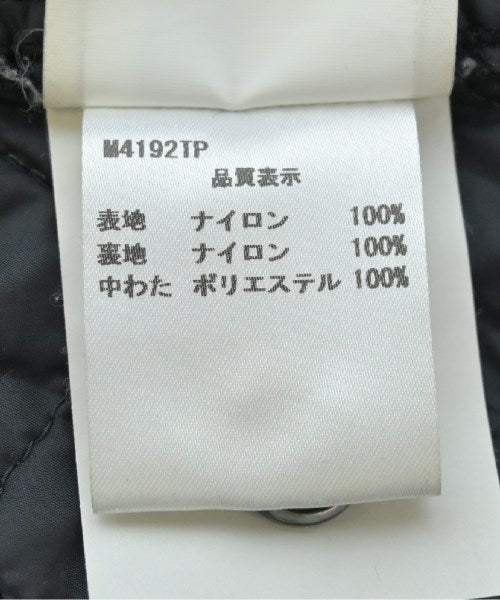 M4192TP
品質表示
表地 ナイロン 100%
裏地 ナイロン 100%
中わた ポリエステル 100%